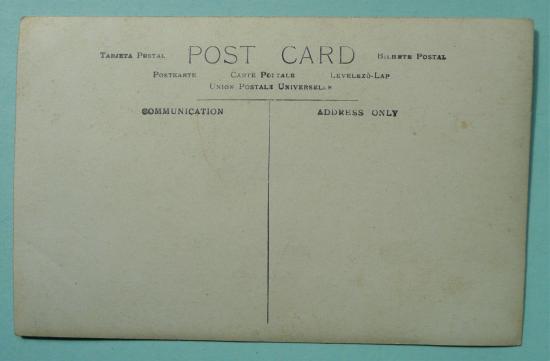 TARJETA POSTAL POST CARD BILHETE POSTAL
POSTKARTE CARTE POSTALE LEVELEZÖ-LAP
UNION POSTALE UNIVERSELLE
COMMUNICATION ADDRESS ONLY